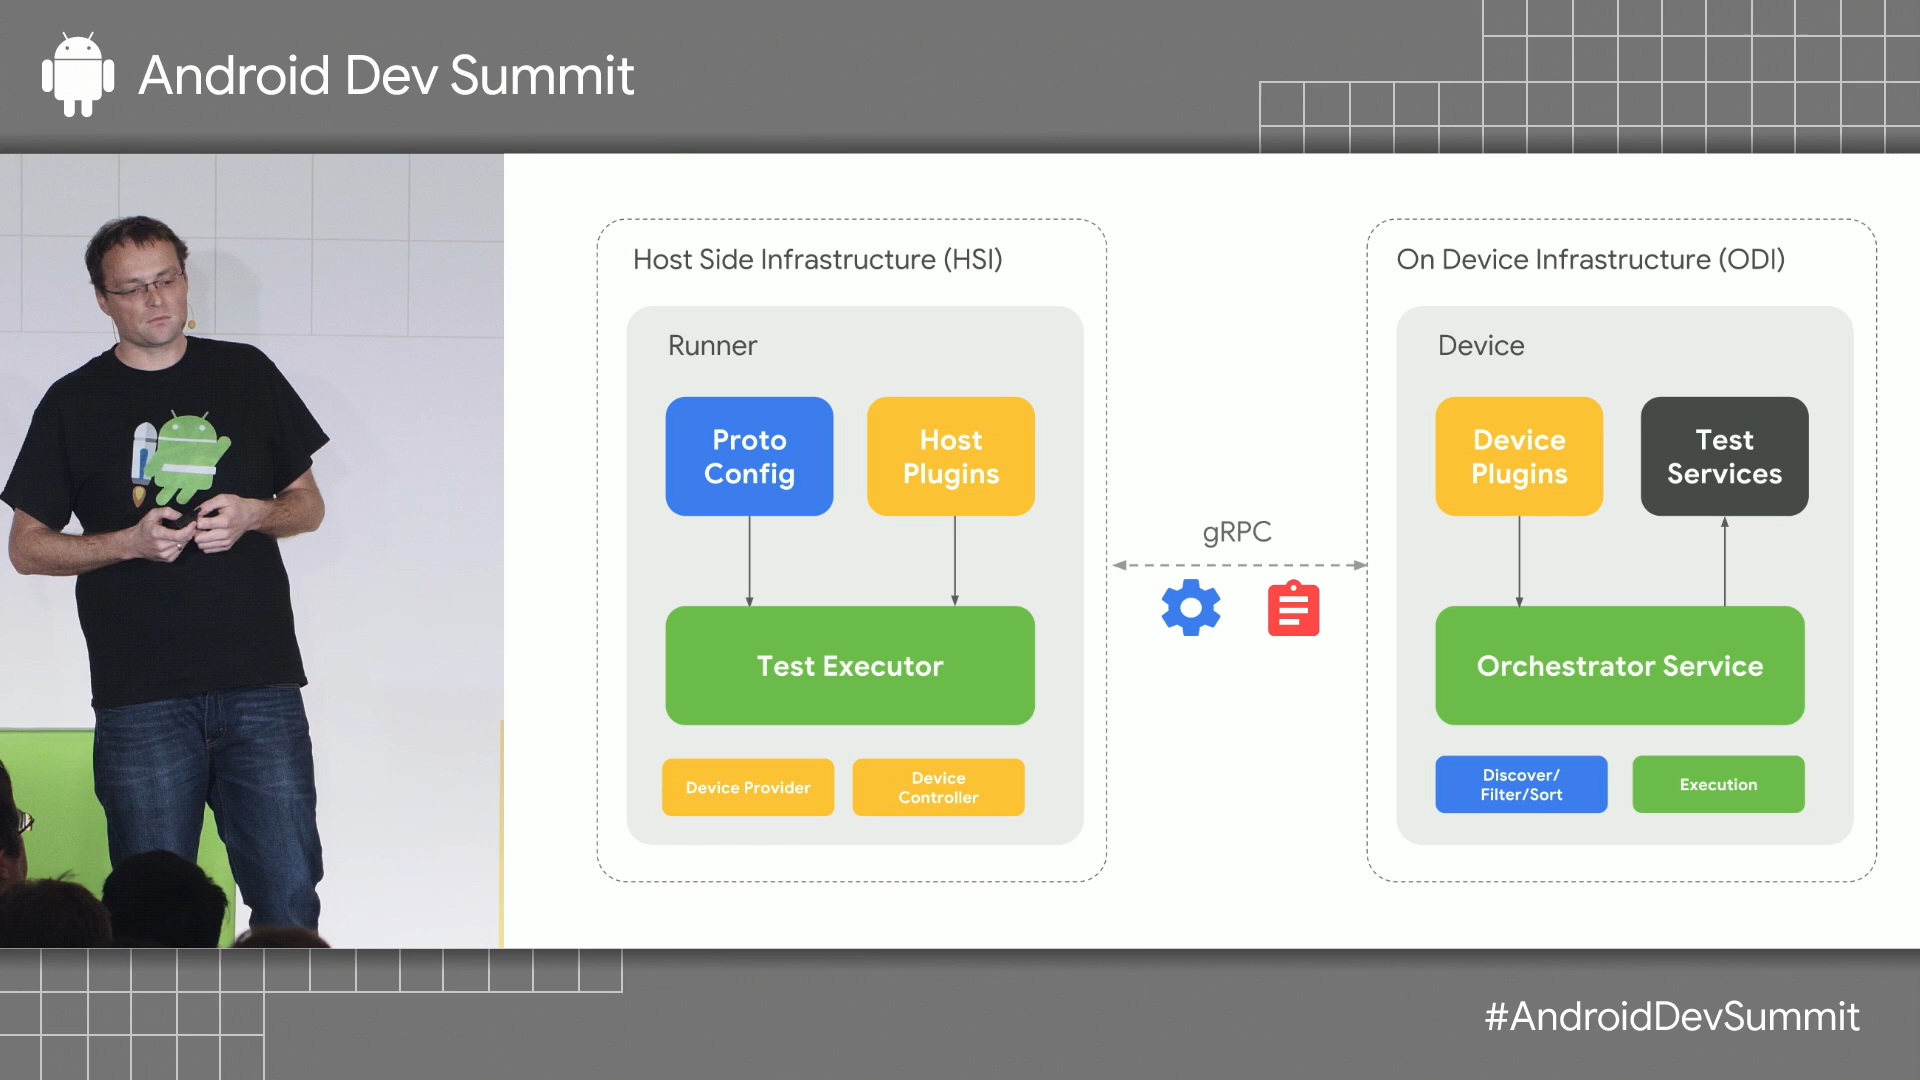 Android Dev Summit
Host Side Infrastructure (HSI)
Runner
Proto
Config
Host
Plugins
Test Executor
Device Provider
Device
Controller
gRPC
On Device Infrastructure (ODI)
Device
Device
Plugins
Test
Services
Orchestrator Service
Discover/
Filter/Sort
Execution
#AndroidDevSummit